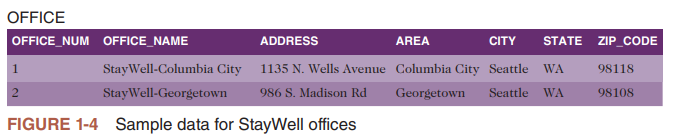 OFFICE
OFFICE_NUM OFFICE_NAME ADDRESS AREA CITY STATE ZIP_CODE
1 StayWell-Columbia City 1135 N. Wells Avenue Columbia City Seattle WA 98118
2 StayWell-Georgetown 986 S. Madison Rd Georgetown Seattle WA 98108
FIGURE 1-4 Sample data for StayWell offices